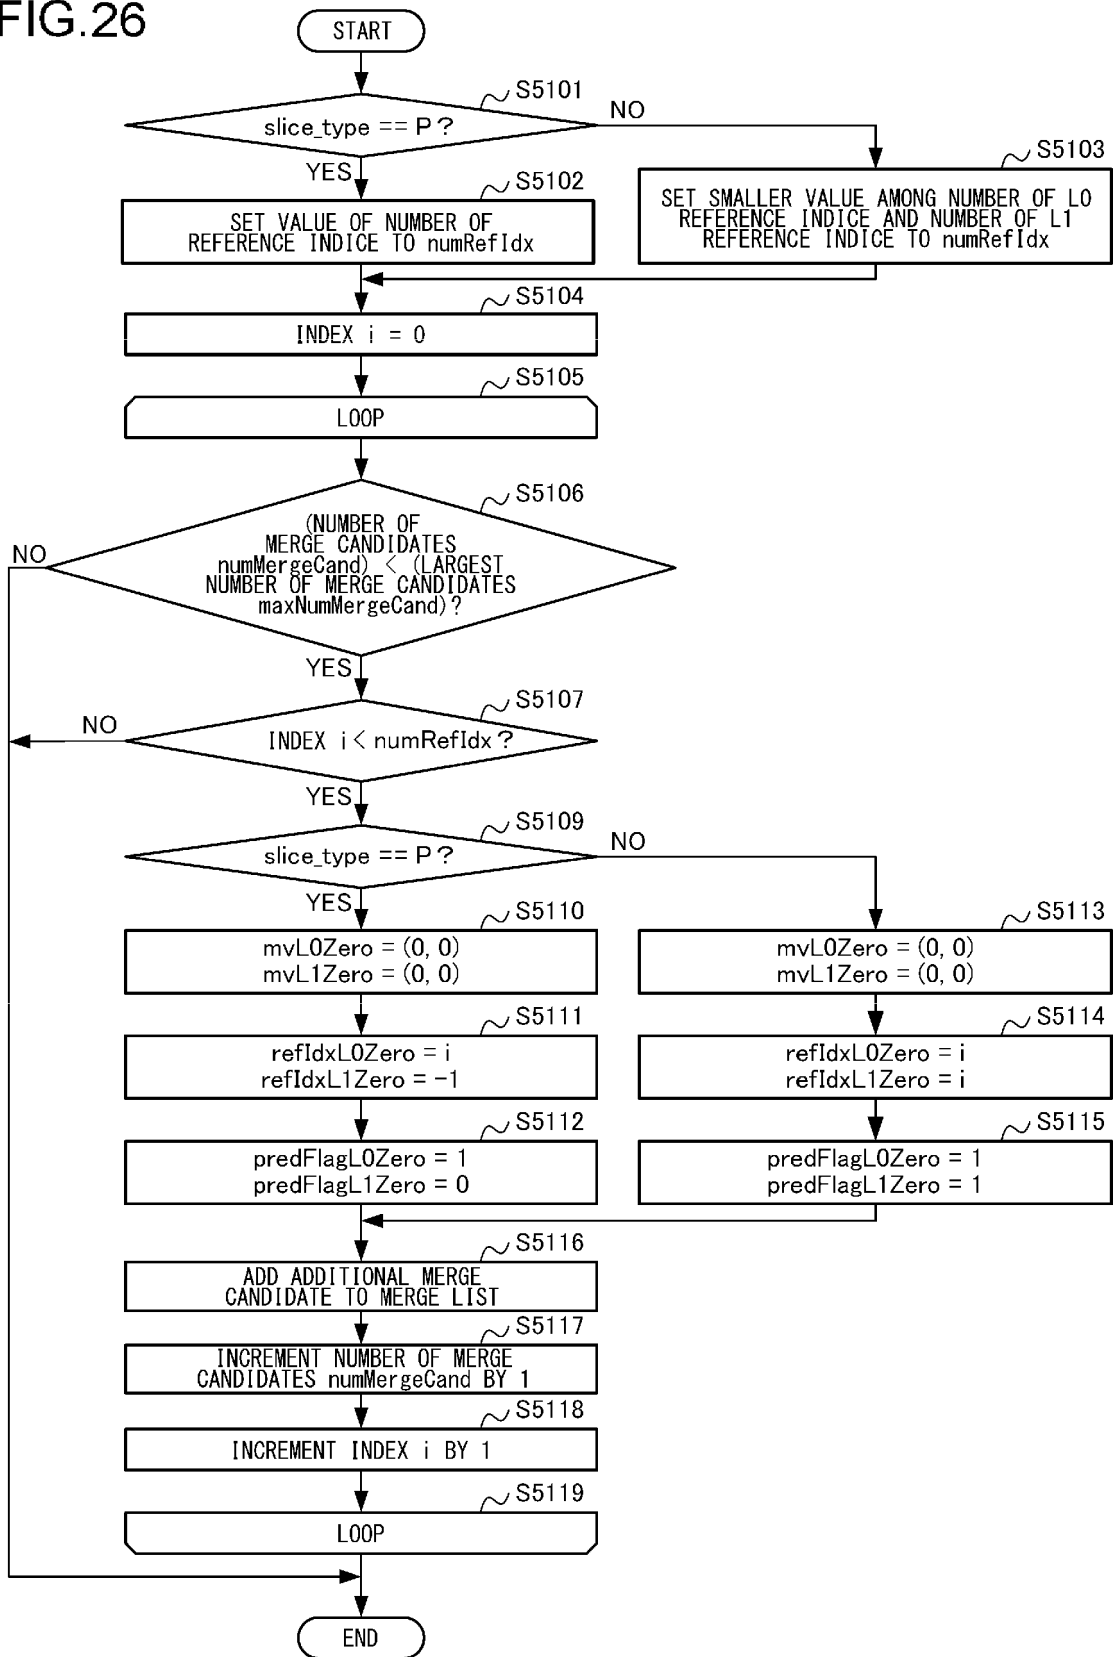 FIG.26
START
S5101
slice_type == P?
NO
YES
S5102
SET VALUE OF NUMBER OF
REFERENCE INDICE TO numRefIdx
S5103
SET SMALLER VALUE AMONG NUMBER OF L0
REFERENCE INDICE AND NUMBER OF L1
REFERENCE INDICE TO numRefIdx
S5104
INDEX i = 0
S5105
LOOP
S5106
(NUMBER OF
MERGE CANDIDATES
numMergeCand) < (LARGEST
NUMBER OF MERGE CANDIDATES
maxNumMergeCand)?
NO
YES
S5107
INDEX i< numRefIdx?
NO
YES
S5109
slice_type == P?
NO
YES
S5110
mvL0Zero = (0, 0)
mvL1Zero = (0, 0)
S5113
mvL0Zero = (0, 0)
mvL1Zero = (0, 0)
S5111
refIdxL0Zero = i
refIdxL1Zero = -1
S5114
refIdxL0Zero = i
refIdxL1Zero = i
S5112
predFlagL0Zero = 1
predFlagL1Zero = 0
S5115
predFlagL0Zero = 1
predFlagL1Zero = 1
S5116
ADD ADDITIONAL MERGE
CANDIDATE TO MERGE LIST
S5117
INCREMENT NUMBER OF MERGE
CANDIDATES numMergeCand BY 1
S5118
INCREMENT INDEX i BY 1
S5119
LOOP
END